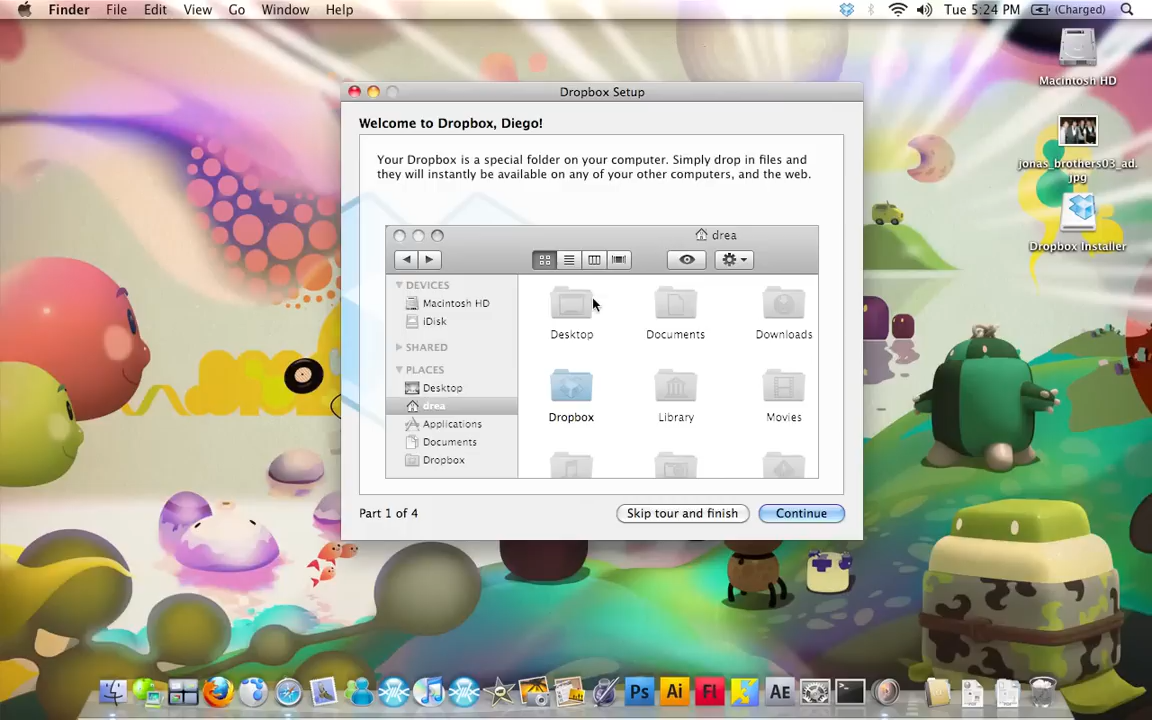 Finder File Edit View Go Window Help
Tue 5:24 PM (Charged)
Macintosh HD
jonas_brothers03_ad.
.jpg
Dropbox Installer
Dropbox Setup
Welcome to Dropbox, Diego!
Your Dropbox is a special folder on your computer. Simply drop in files and
they will instantly be available on any of your other computers, and the web.
drea
DEVICES
Macintosh HD
iDisk
SHARED
PLACES
Desktop
drea
Applications
Documents
Dropbox
Desktop Documents Downloads
Dropbox Library Movies
Part 1 of 4
Skip tour and finish
Continue
Ps Ai Fl AE